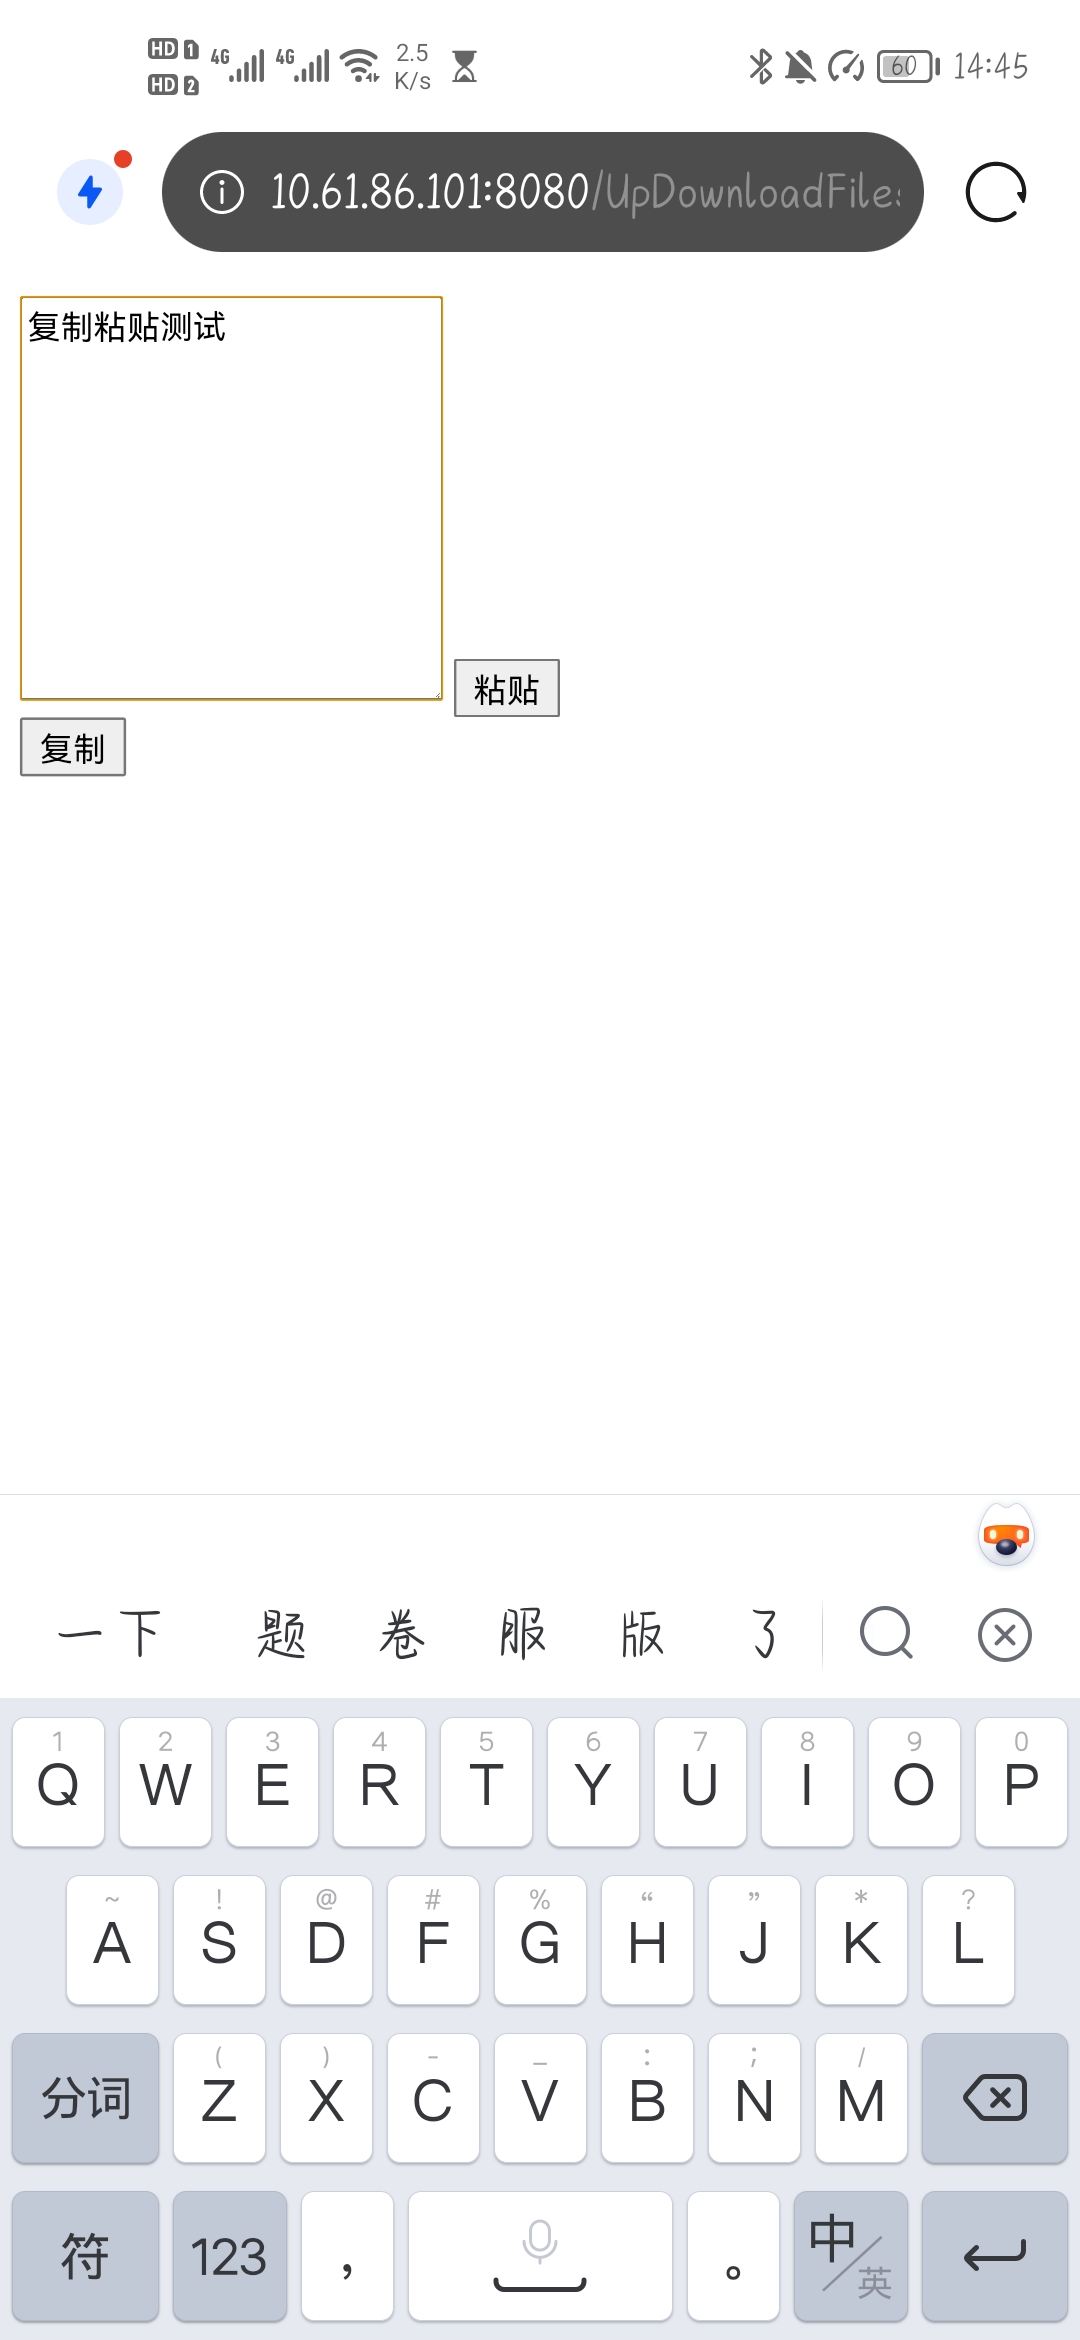 HD 1 4G 4G 2.5
HD 2 K/s 60 14:45
10.61.86.101:8080/UpDownloadFiles
复制粘贴测试
粘贴
复制
一下 题 卷 服 版 了
1 2 3 4 5 6 7 8 9 0
Q W E R T Y U I O P
~ ! @ # % “ ” * ?
A S D F G H J K L
( ) - _ : ; /
分词 Z X C V B N M
符 123 , 。 中/英